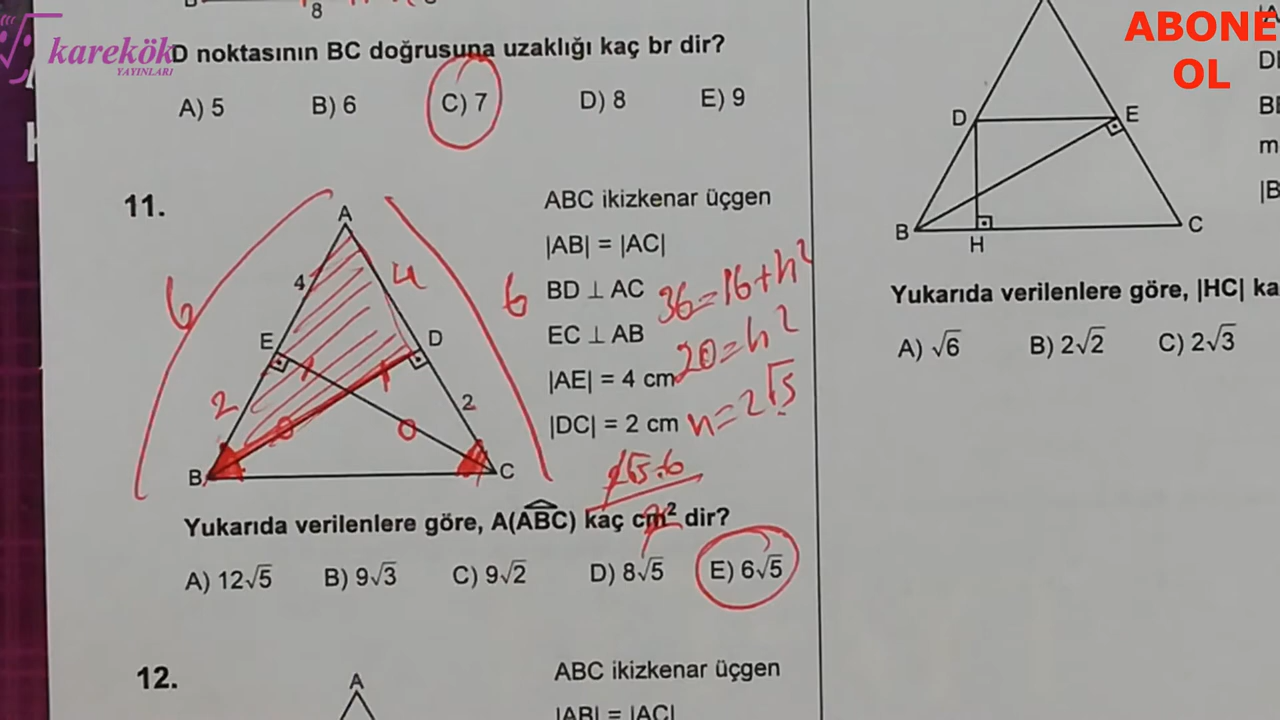 8
karekök
YAYINLARI
D noktasının BC doğrusuna uzaklığı kaç br dir?
A) 5 B) 6 C) 7 D) 8 E) 9
11.
ABC ikizkenar üçgen
|AB| = |AC|
BD ⊥ AC
EC ⊥ AB
|AE| = 4 cm
|DC| = 2 cm
A
4
4
E
D
2
2
B
C
6
6
36=16+h²
20=h²
h=2√5
2√5.6
2
Yukarıda verilenlere göre, A(ABC) kaç cm² dir?
A) 12√5 B) 9√3 C) 9√2 D) 8√5 E) 6√5
12.
A
ABC ikizkenar üçgen
|AB| = |AC|
ABONE
OL
D
E
B
H
C
|B
Yukarıda verilenlere göre, |HC| ka
A) √6 B) 2√2 C) 2√3